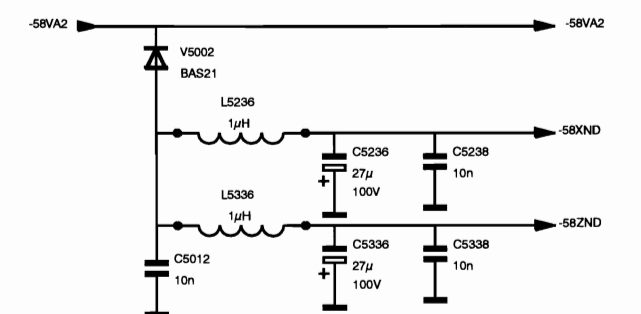 -58VA2
-58VA2
V5002
BAS21
L5236
1µH
-58XND
C5236
27µ
100V
+
C5238
10n
L5336
1µH
-58ZND
C5012
10n
C5336
27µ
100V
+
C5338
10n